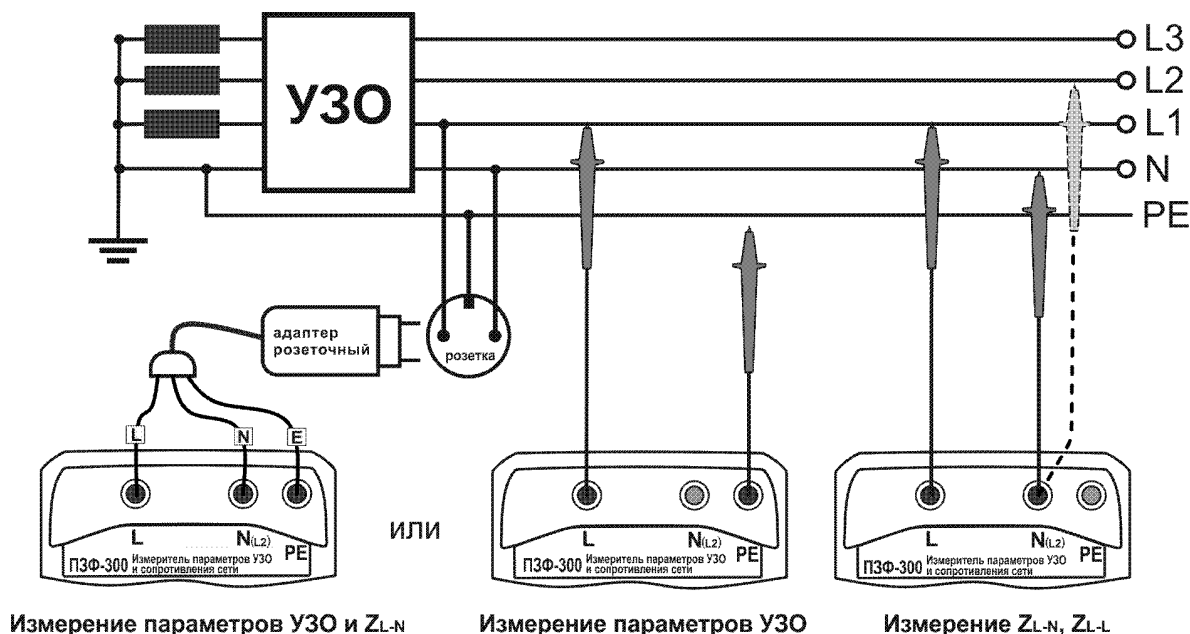 L3
L2
УЗО
L1
N
PE
адаптер
розеточный
розетка
L
N
E
L
N(L2)
PE
ПЗФ-300 Измеритель параметров УЗО
и сопротивления сети
или
L
N(L2)
PE
ПЗФ-300 Измеритель параметров УЗО
и сопротивления сети
L
N(L2)
PE
ПЗФ-300 Измеритель параметров УЗО
и сопротивления сети
Измерение параметров УЗО и ZL-N
Измерение параметров УЗО
Измерение ZL-N, ZL-L